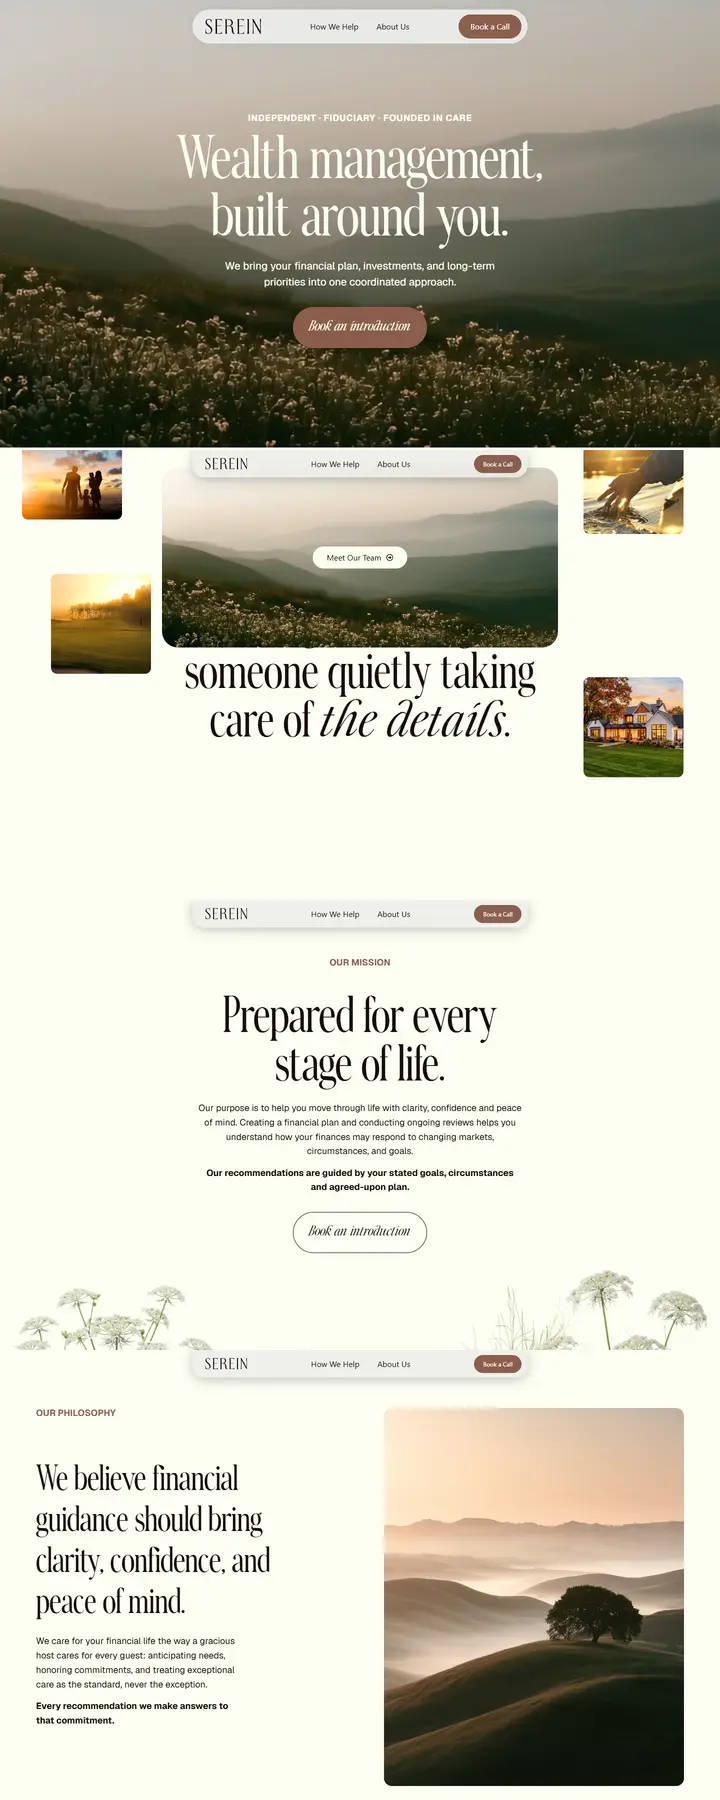 SEREIN
How We Help
About Us
Book a Call
INDEPENDENT · FIDUCIARY · FOUNDED IN CARE
Wealth management,
built around you.
We bring your financial plan, investments, and long-term
priorities into one coordinated approach.
Book an introduction
SEREIN
How We Help
About Us
Book a Call
Meet Our Team
someone quietly taking
care of the details.
SEREIN
How We Help
About Us
Book a Call
OUR MISSION
Prepared for every
stage of life.
Our purpose is to help you move through life with clarity, confidence and peace
of mind. Creating a financial plan and conducting ongoing reviews helps you
understand how your finances may respond to changing markets,
circumstances, and goals.
Our recommendations are guided by your stated goals, circumstances
and agreed-upon plan.
Book an introduction
SEREIN
How We Help
About Us
Book a Call
OUR PHILOSOPHY
We believe financial
guidance should bring
clarity, confidence, and
peace of mind.
We care for your financial life the way a gracious
host cares for every guest: anticipating needs,
honoring commitments, and treating exceptional
care as the standard, never the exception.
Every recommendation we make answers to
that commitment.